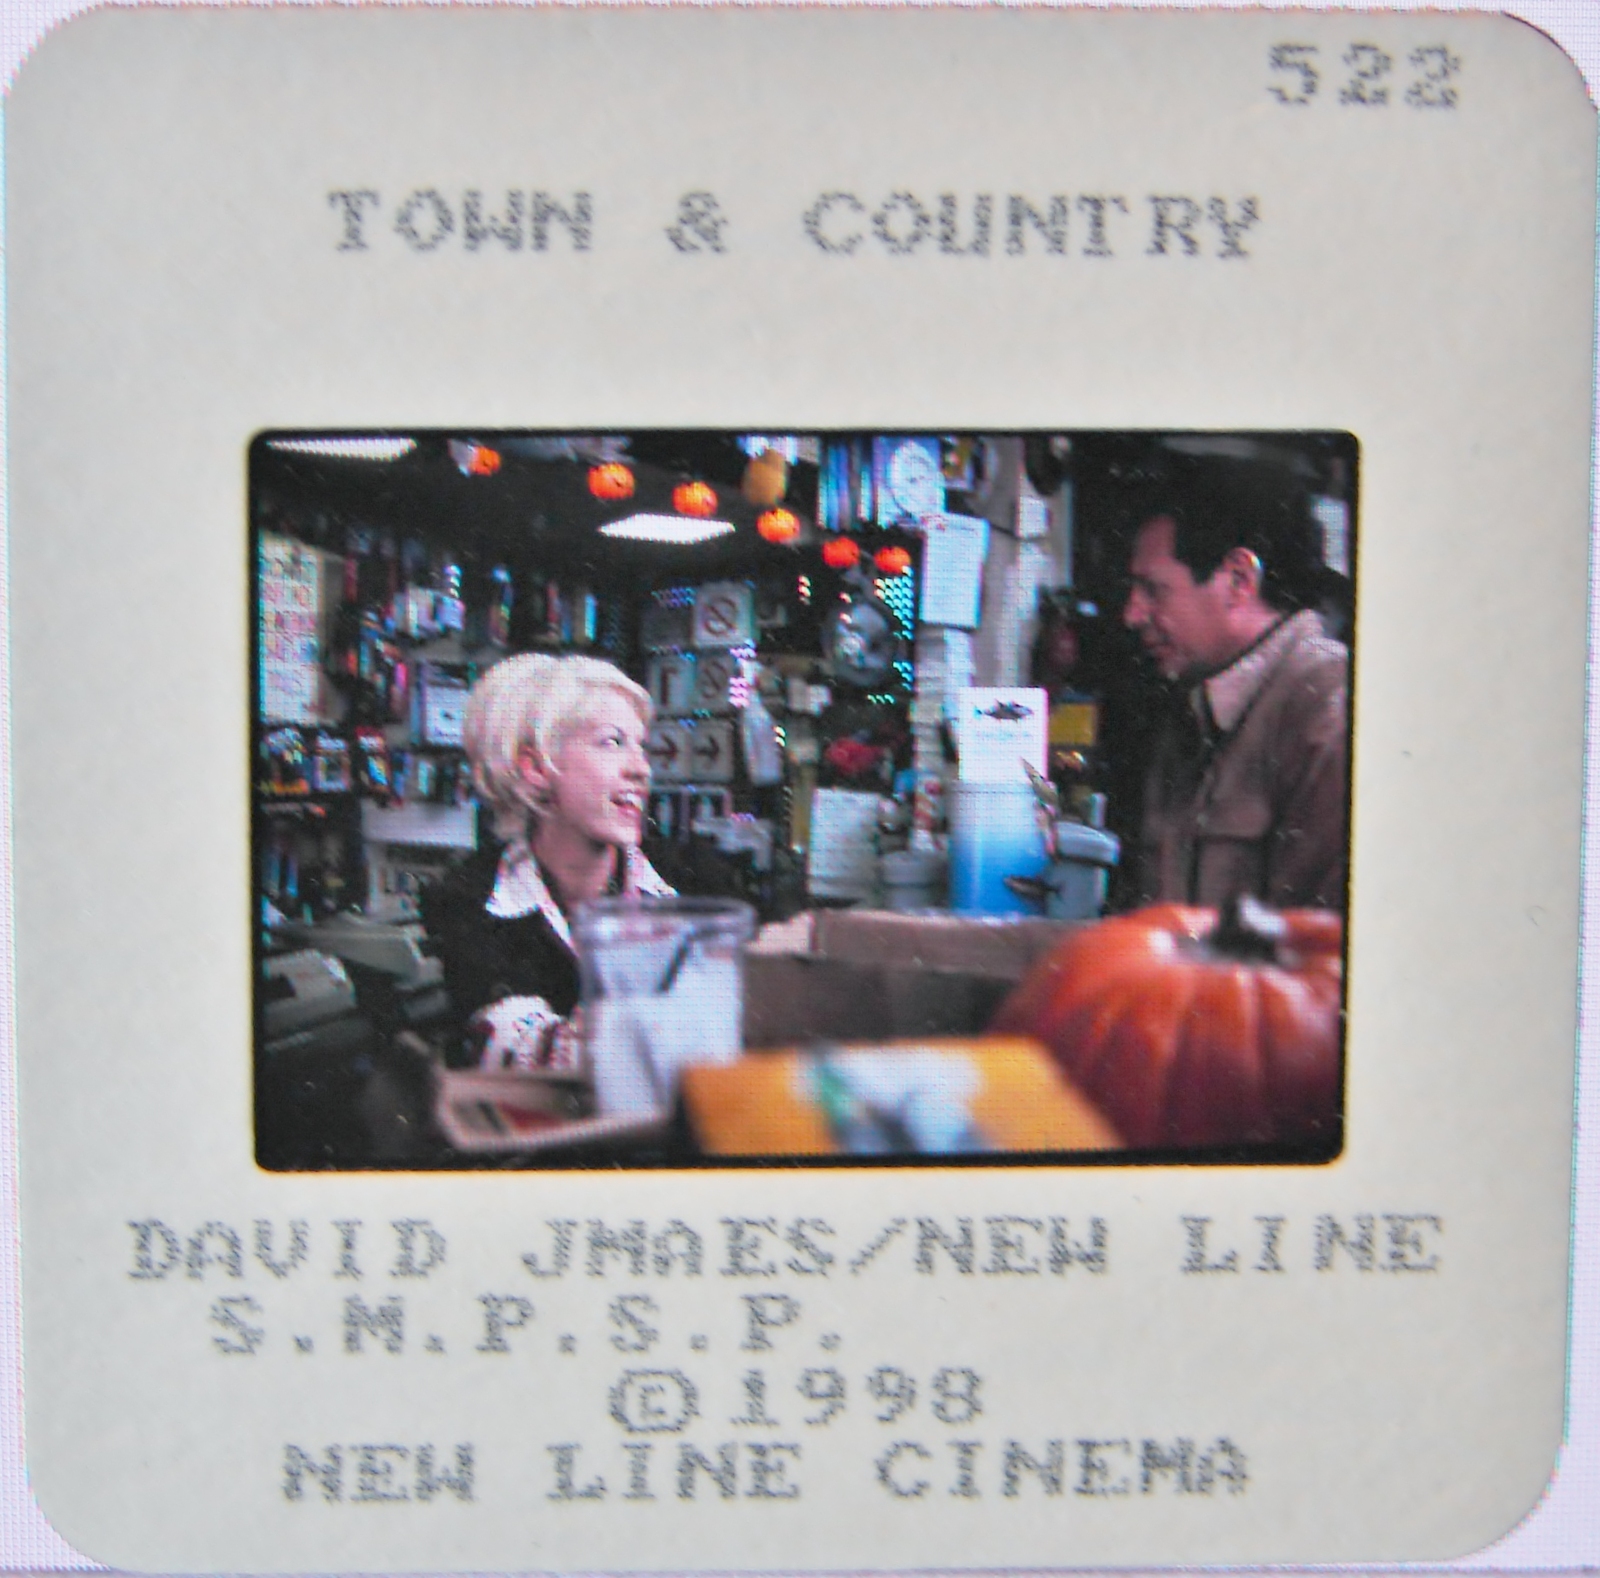 522
TOWN & COUNTRY
DAVID JMAES/NEW LINE
S.M.P.S.P.
©1998
NEW LINE CINEMA